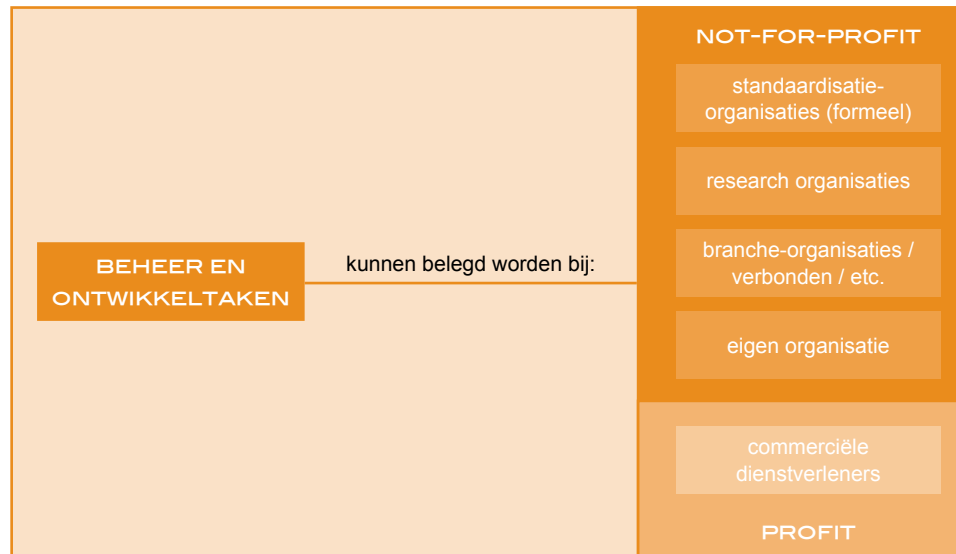 NOT-FOR-PROFIT
standaardisatie-
organisaties (formeel)
research organisaties
branche-organisaties /
verbonden / etc.
eigen organisatie
BEHEER EN
ONTWIKKELTAKEN
kunnen belegd worden bij:
commerciële
dienstverleners
PROFIT